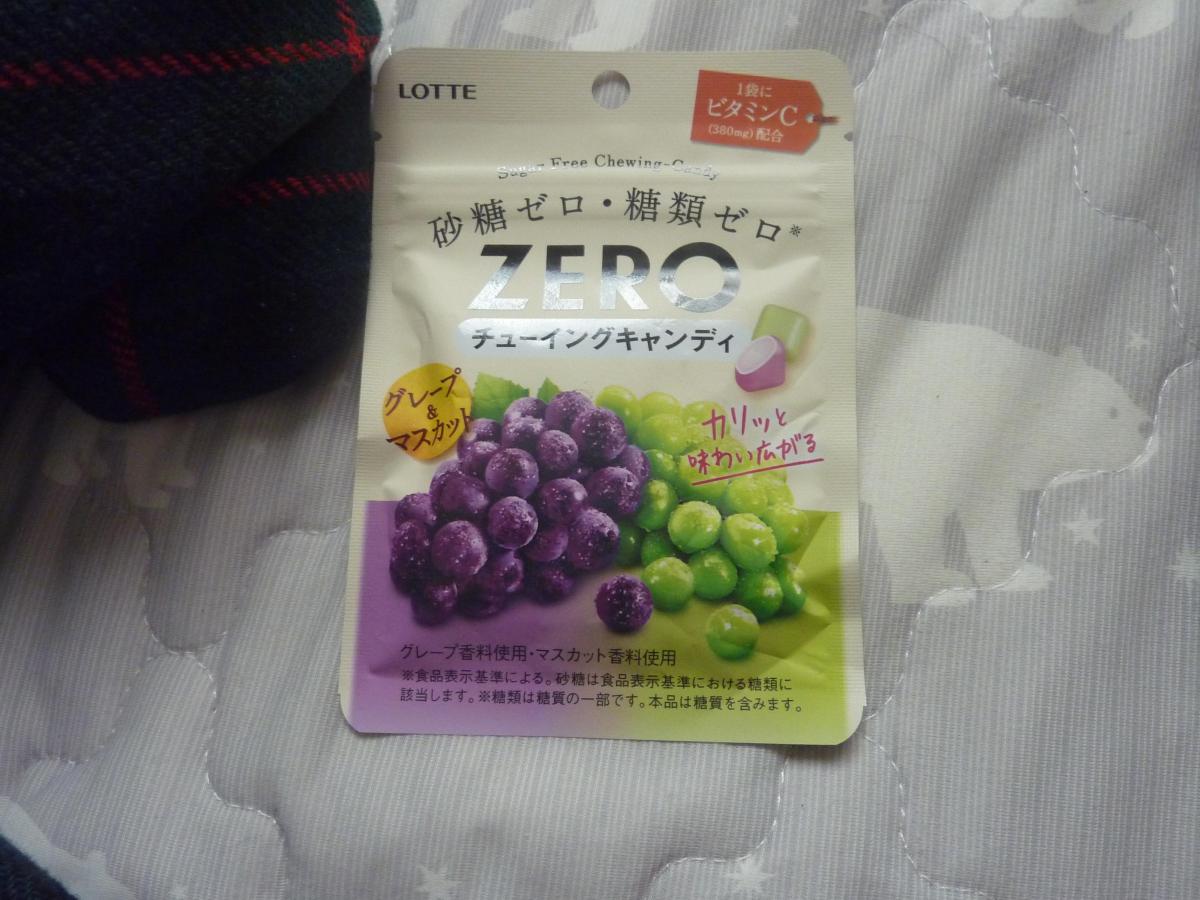 LOTTE
1袋に
ビタミンC
(380mg)配合
Sugar Free Chewing-Candy
砂糖ゼロ・糖類ゼロ※
ZERO
チューイングキャンディ
グレープ
&
マスカット
カリッと
味わい広がる
グレープ香料使用・マスカット香料使用
※食品表示基準による。砂糖は食品表示基準における糖類に
該当します。※糖類は糖質の一部です。本品は糖質を含みます。